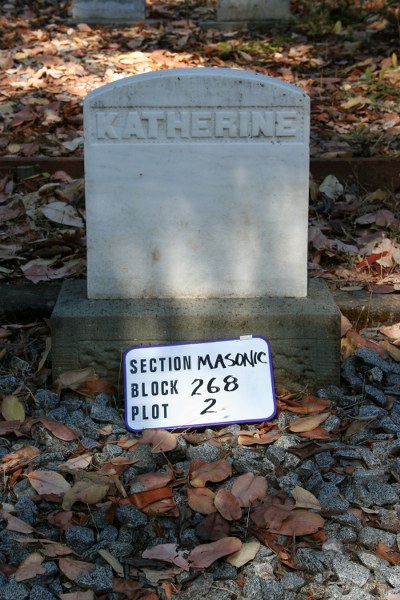 KATHERINE
SECTION MASONIC
BLOCK 268
PLOT 2